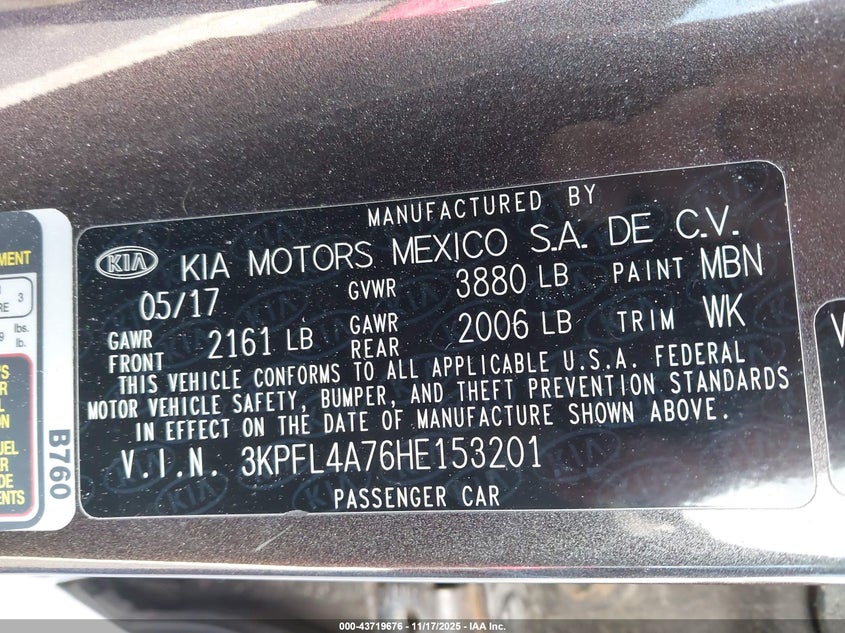 MANUFACTURED BY
KIA KIA MOTORS MEXICO S.A. DE C.V.
05/17 GVWR 3880 LB PAINT MBN
GAWR FRONT 2161 LB GAWR REAR 2006 LB TRIM WK
THIS VEHICLE CONFORMS TO ALL APPLICABLE U.S.A. FEDERAL
MOTOR VEHICLE SAFETY, BUMPER, AND THEFT PREVENTION STANDARDS
IN EFFECT ON THE DATE OF MANUFACTURE SHOWN ABOVE.
V.I.N. 3KPFL4A76HE153201
PASSENGER CAR
B760
3
lbs.
lb.
000-43719676 | 11/17/2025 - IAA Inc.